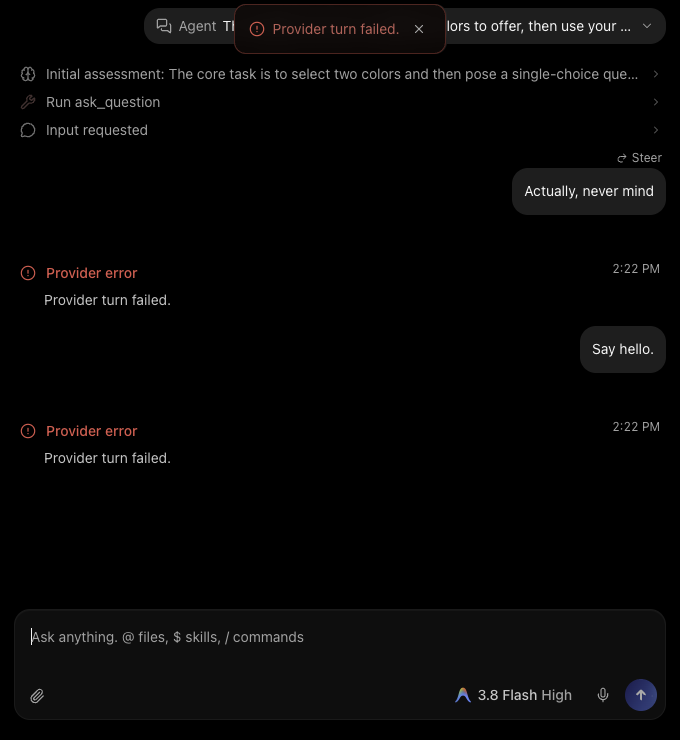 Agent Th
Provider turn failed.
lors to offer, then use your ...
Initial assessment: The core task is to select two colors and then pose a single-choice que...
Run ask_question
Input requested
Steer
Actually, never mind
Provider error
2:22 PM
Provider turn failed.
Say hello.
Provider error
2:22 PM
Provider turn failed.
Ask anything. @ files, $ skills, / commands
3.8 Flash High